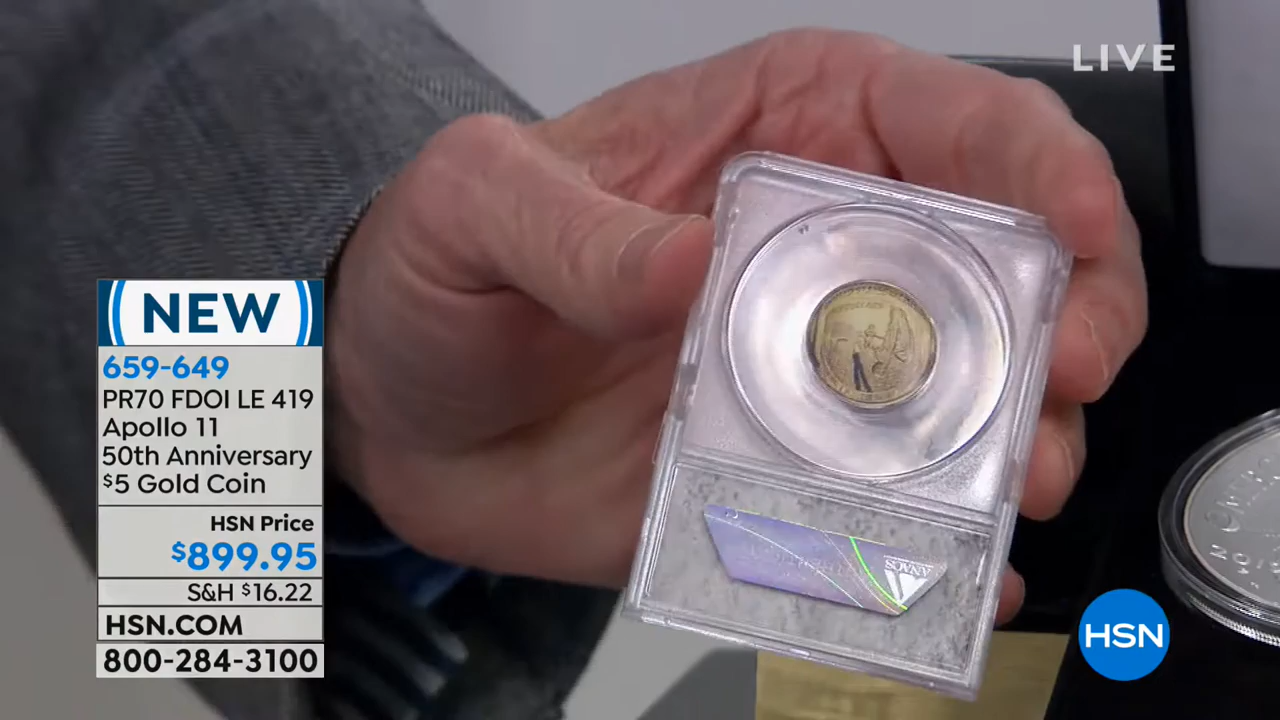 LIVE
NEW
659-649
PR70 FDOI LE 419
Apollo 11
50th Anniversary
$5 Gold Coin
HSN Price
$899.95
S&H $16.22
HSN.COM
800-284-3100
ANACS
HSN